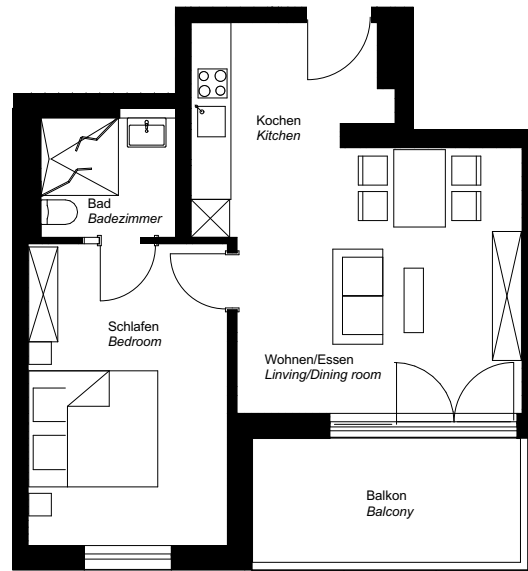 Kochen
Kitchen
Bad
Badezimmer
Schlafen
Bedroom
Wohnen/Essen
Linving/Dining room
Balkon
Balcony